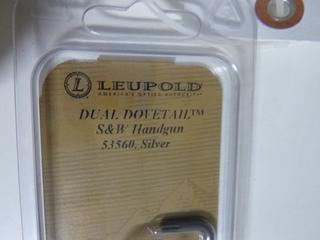 L LEUPOLD
AMERICA'S OPTICS AUTHORITY
DUAL DOVETAIL™
S&W Handgun
53560, Silver